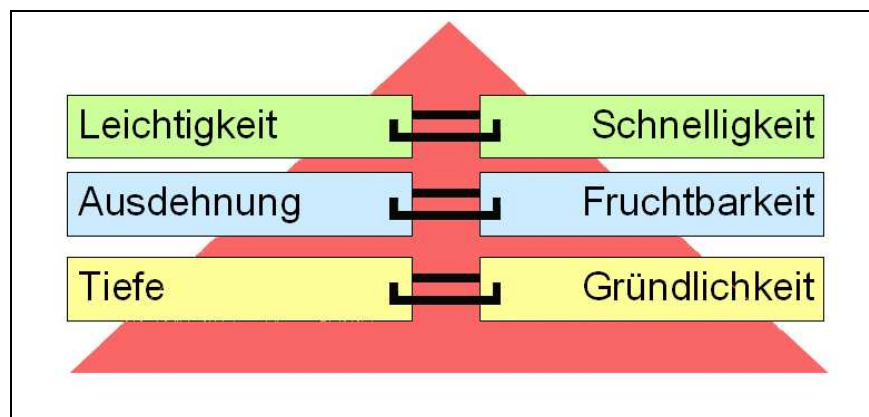 Leichtigkeit Schnelligkeit
Ausdehnung Fruchtbarkeit
Tiefe Gründlichkeit